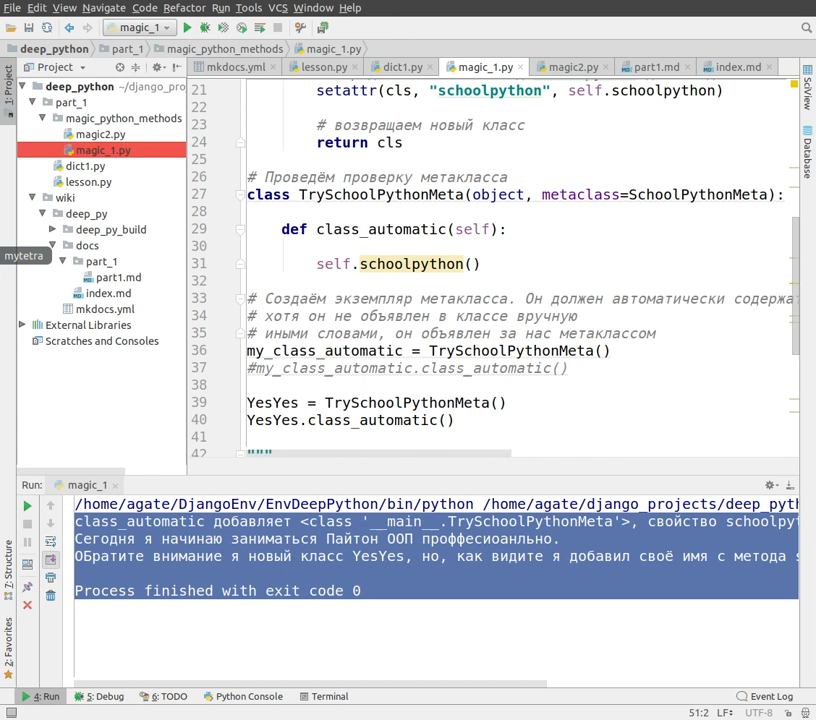 File Edit View Navigate Code Refactor Run Tools VCS Window Help
magic_1
deep_python part_1 magic_python_methods magic_1.py
Project mkdocs.yml lesson.py dict1.py magic_1.py magic2.py part1.md index.md
1: Project
SciView
Database
deep_python ~/django_pro
part_1
magic_python_methods
magic2.py
magic_1.py
dict1.py
lesson.py
wiki
deep_py
deep_py_build
docs
part_1
part1.md
index.md
mkdocs.yml
External Libraries
Scratches and Consoles
mytetra
21 setattr(cls, "schoolpython", self.schoolpython)
22
23 # возвращаем новый класс
24 return cls
25
26 # Проведём проверку метакласса
27 class TrySchoolPythonMeta(object, metaclass=SchoolPythonMeta):
28
29 def class_automatic(self):
30
31 self.schoolpython()
32
33 # Создаём экземпляр метакласса. Он должен автоматически содержат
34 # хотя он не объявлен в классе вручную
35 # иными словами, он объявлен за нас метаклассом
36 my_class_automatic = TrySchoolPythonMeta()
37 #my_class_automatic.class_automatic()
38
39 YesYes = TrySchoolPythonMeta()
40 YesYes.class_automatic()
41
42 """
Run: magic_1
/home/agate/DjangoEnv/EnvDeepPython/bin/python /home/agate/django_projects/deep_pyth
class_automatic добавляет <class '__main__.TrySchoolPythonMeta'>, свойство schoolpyt
Сегодня я начинаю заниматься Пайтон ООП проффесиоанльно.
ОБратите внимание я новый класс YesYes, но, как видите я добавил своё имя с метода s
Process finished with exit code 0
7: Structure
2: Favorites
4: Run 5: Debug 6: TODO Python Console Terminal Event Log
51:2 LF UTF-8